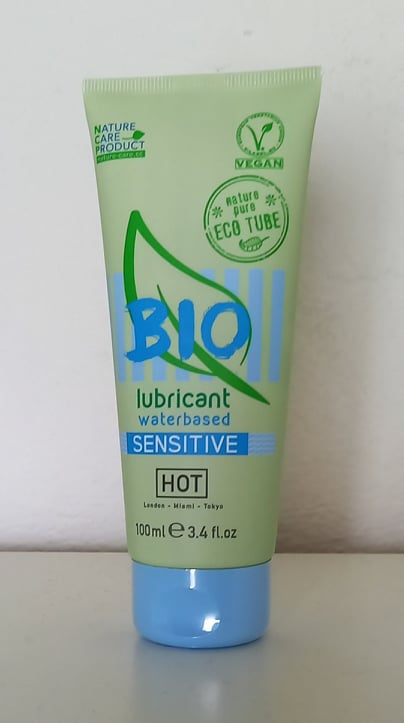 NATURE
CARE
PRODUCT
nature-care.cc
VEGAN
nature
pure
ECO TUBE
BIO
lubricant
waterbased
SENSITIVE
HOT
London - Miami - Tokyo
100ml e 3.4 fl.oz